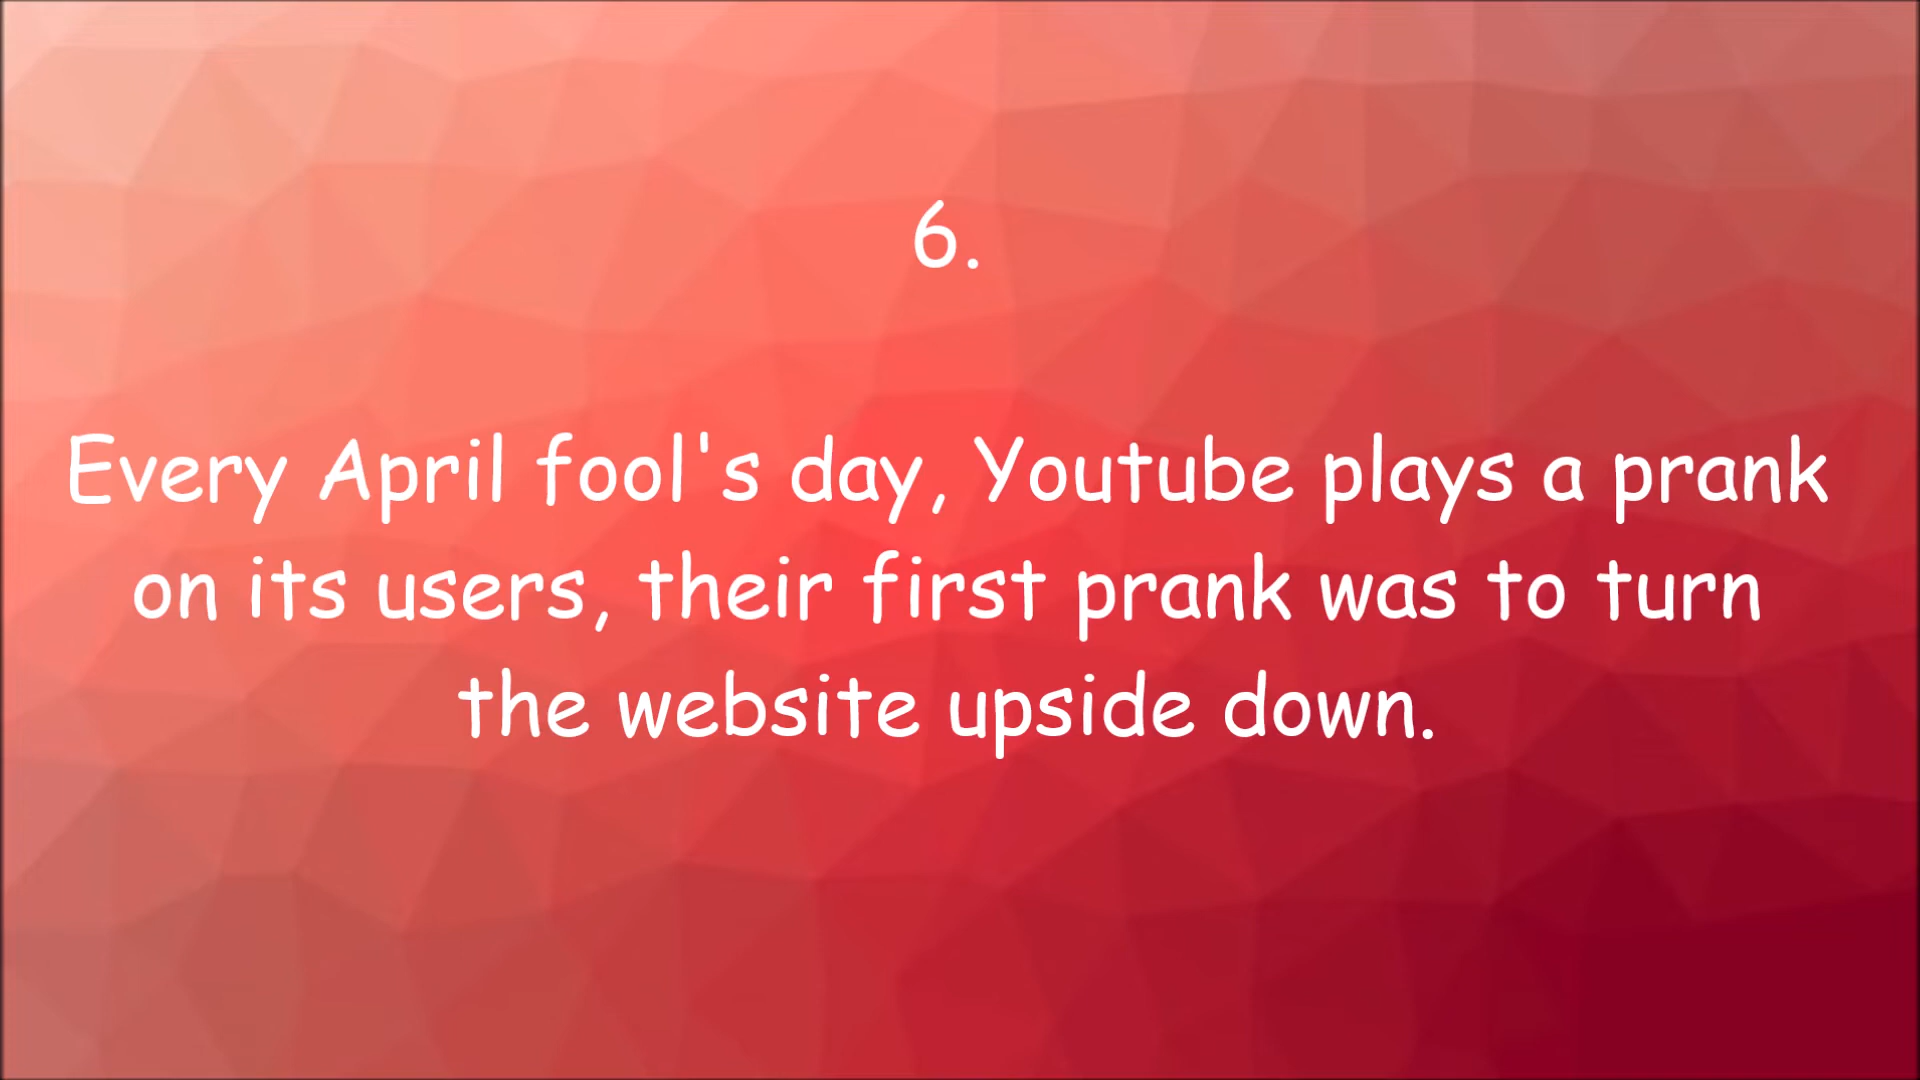 6.
Every April fool's day, Youtube plays a prank
on its users, their first prank was to turn
the website upside down.